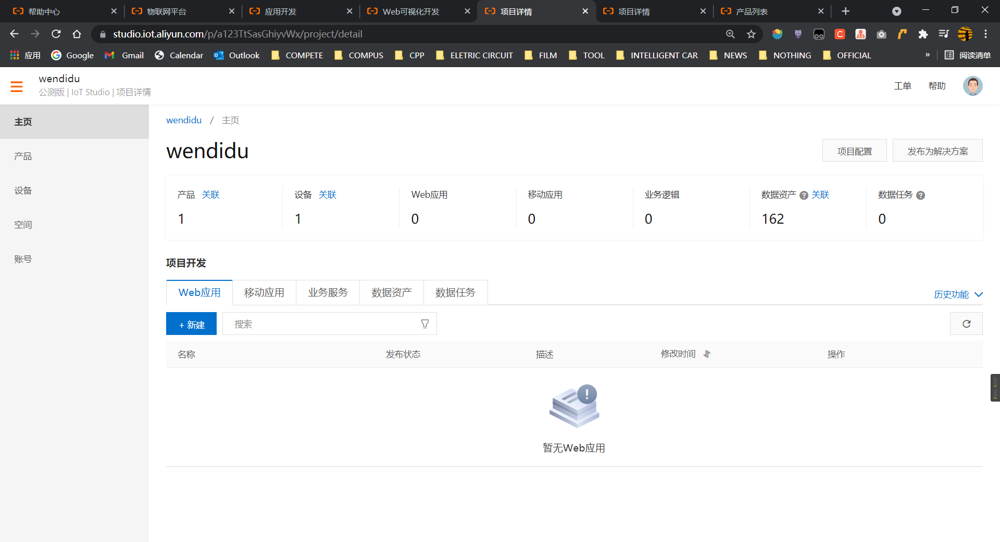 帮助中心
物联网平台
应用开发
Web可视化开发
项目详情
项目详情
产品列表
studio.iot.aliyun.com/p/a123TtSasGhiyvWx/project/detail
应用 Google Gmail Calendar Outlook COMPETE COMPUS CPP ELETRIC CIRCUIT FILM TOOL INTELLIGENT CAR NEWS NOTHING OFFICIAL » 阅读清单
wendidu
公测版 | IoT Studio | 项目详情
工单 帮助
主页
产品
设备
空间
账号
wendidu / 主页
wendidu
项目配置 发布为解决方案
产品 关联 设备 关联 Web应用 移动应用 业务逻辑 数据资产 ? 关联 数据任务 ?
1 1 0 0 0 162 0
项目开发
Web应用 移动应用 业务服务 数据资产 数据任务 历史功能
+ 新建 搜索
名称 发布状态 描述 修改时间 操作
暂无Web应用